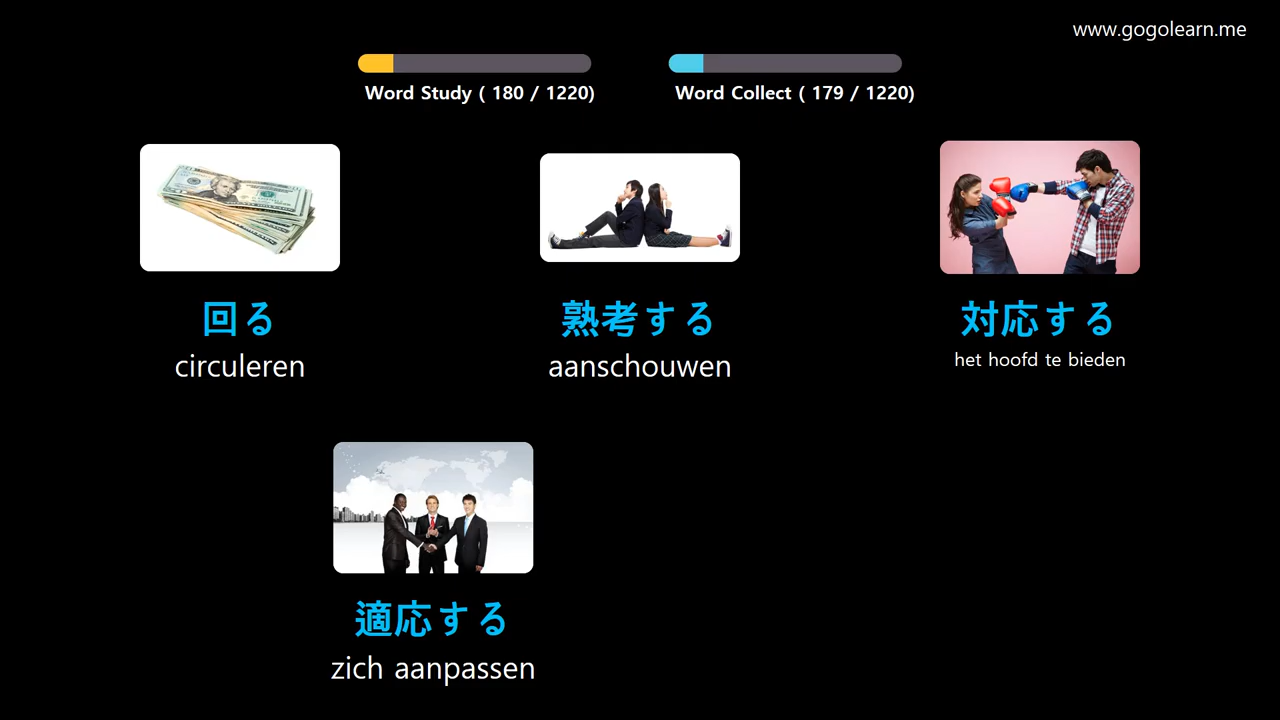 www.gogolearn.me
Word Study ( 180 / 1220)
Word Collect ( 179 / 1220)
回る
circuleren
熟考する
aanschouwen
対応する
het hoofd te bieden
適応する
zich aanpassen